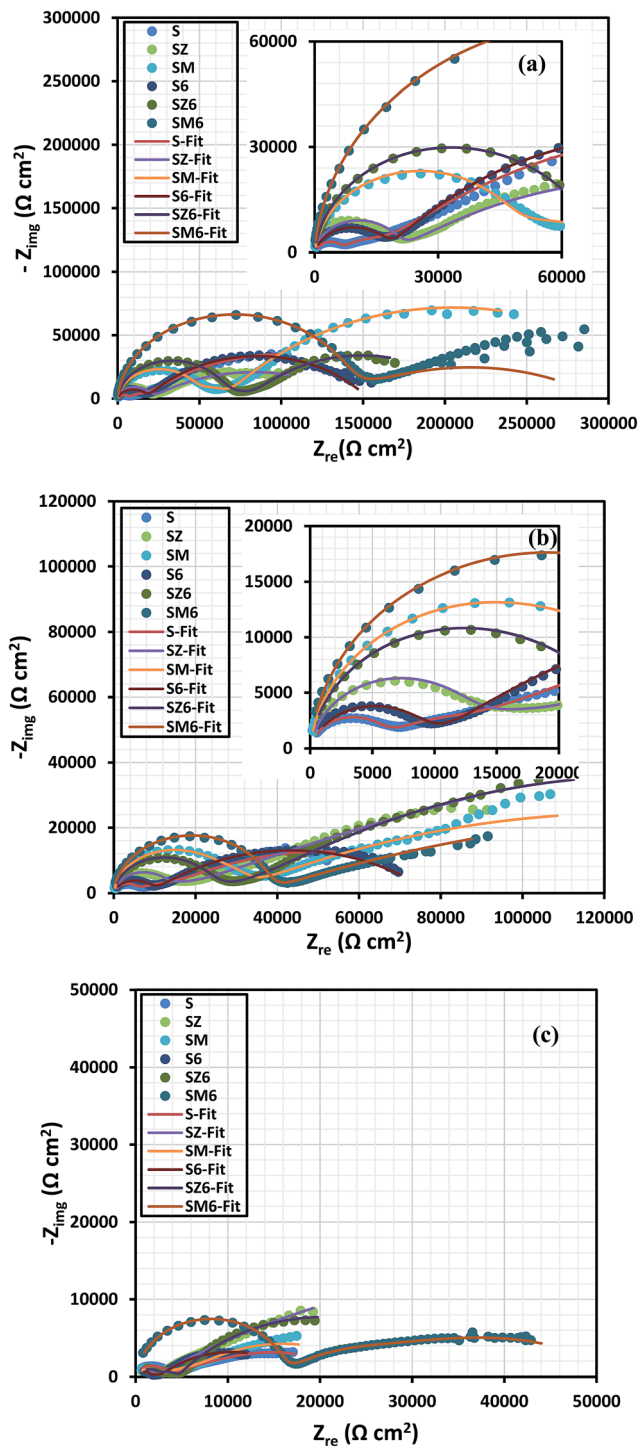 300000
250000
200000
150000
100000
50000
0
- Zimg (Ω cm2)
S
SZ
SM
S6
SZ6
SM6
S-Fit
SZ-Fit
SM-Fit
S6-Fit
SZ6-Fit
SM6-Fit
(a)
60000
30000
0
0 30000 60000
0 50000 100000 150000 200000 250000 300000
Zre(Ω cm2)
120000
100000
80000
60000
40000
20000
0
-Zimg (Ω cm2)
S
SZ
SM
S6
SZ6
SM6
S-Fit
SZ-Fit
SM-Fit
S6-Fit
SZ6-Fit
SM6-Fit
(b)
20000
15000
10000
5000
0
0 5000 10000 15000 20000
0 20000 40000 60000 80000 100000 120000
Zre (Ω cm2)
50000
40000
30000
20000
10000
0
-Zimg (Ω cm2)
S
SZ
SM
S6
SZ6
SM6
S-Fit
SZ-Fit
SM-Fit
S6-Fit
SZ6-Fit
SM6-Fit
(c)
0 10000 20000 30000 40000 50000
Zre (Ω cm2)